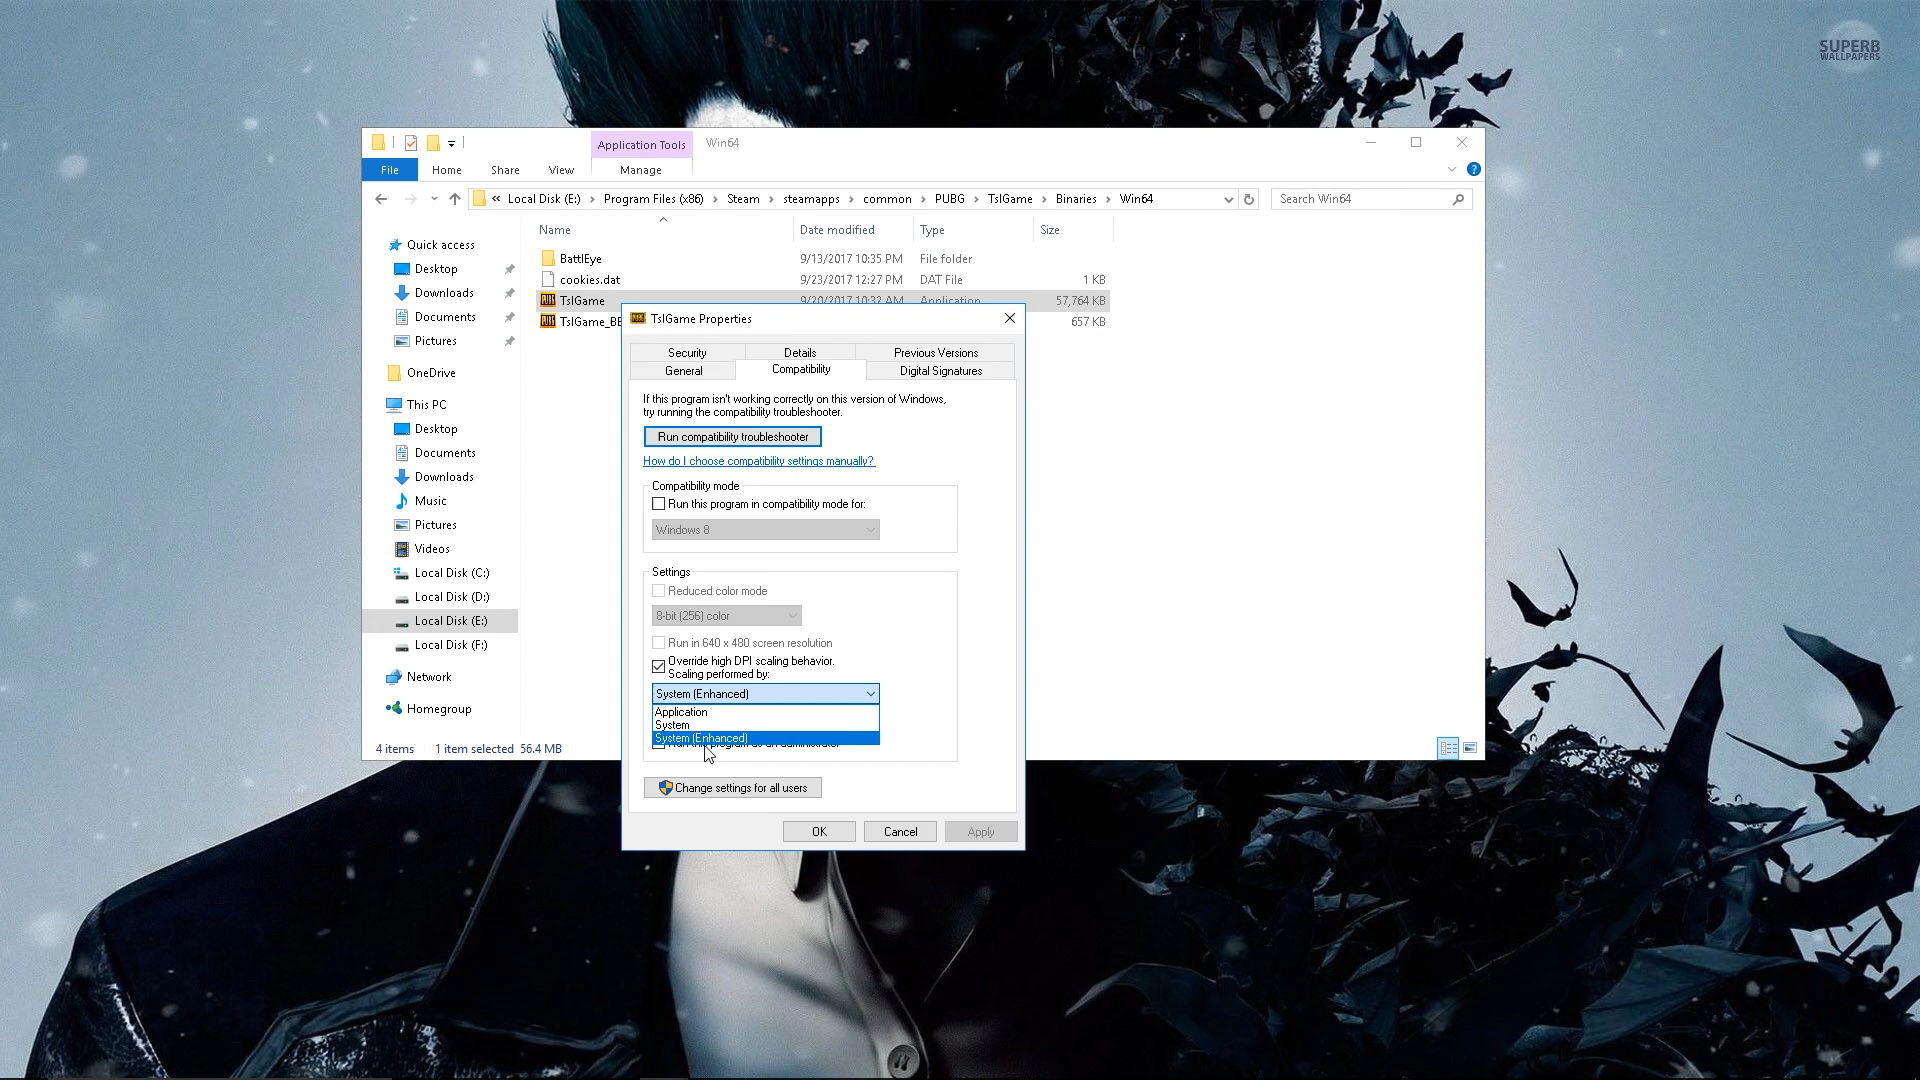 SUPERB
WALLPAPERS
Application Tools
Win64
File
Home
Share
View
Manage
« Local Disk (E:) > Program Files (x86) > Steam > steamapps > common > PUBG > TslGame > Binaries > Win64
Search Win64
Name
Date modified
Type
Size
BattlEye
9/13/2017 10:35 PM
File folder
cookies.dat
9/23/2017 12:27 PM
DAT File
1 KB
TslGame
9/20/2017 10:32 AM
Application
57,764 KB
TslGame_BE
657 KB
Quick access
Desktop
Downloads
Documents
Pictures
OneDrive
This PC
Desktop
Documents
Downloads
Music
Pictures
Videos
Local Disk (C:)
Local Disk (D:)
Local Disk (E:)
Local Disk (F:)
Network
Homegroup
4 items
1 item selected 56.4 MB
TslGame Properties
Security
Details
Previous Versions
General
Compatibility
Digital Signatures
If this program isn't working correctly on this version of Windows,
try running the compatibility troubleshooter.
Run compatibility troubleshooter
How do I choose compatibility settings manually?
Compatibility mode
Run this program in compatibility mode for:
Windows 8
Settings
Reduced color mode
8-bit (256) color
Run in 640 x 480 screen resolution
Override high DPI scaling behavior.
Scaling performed by:
System (Enhanced)
Application
System
System (Enhanced)
Run this program as an administrator
Change settings for all users
OK
Cancel
Apply